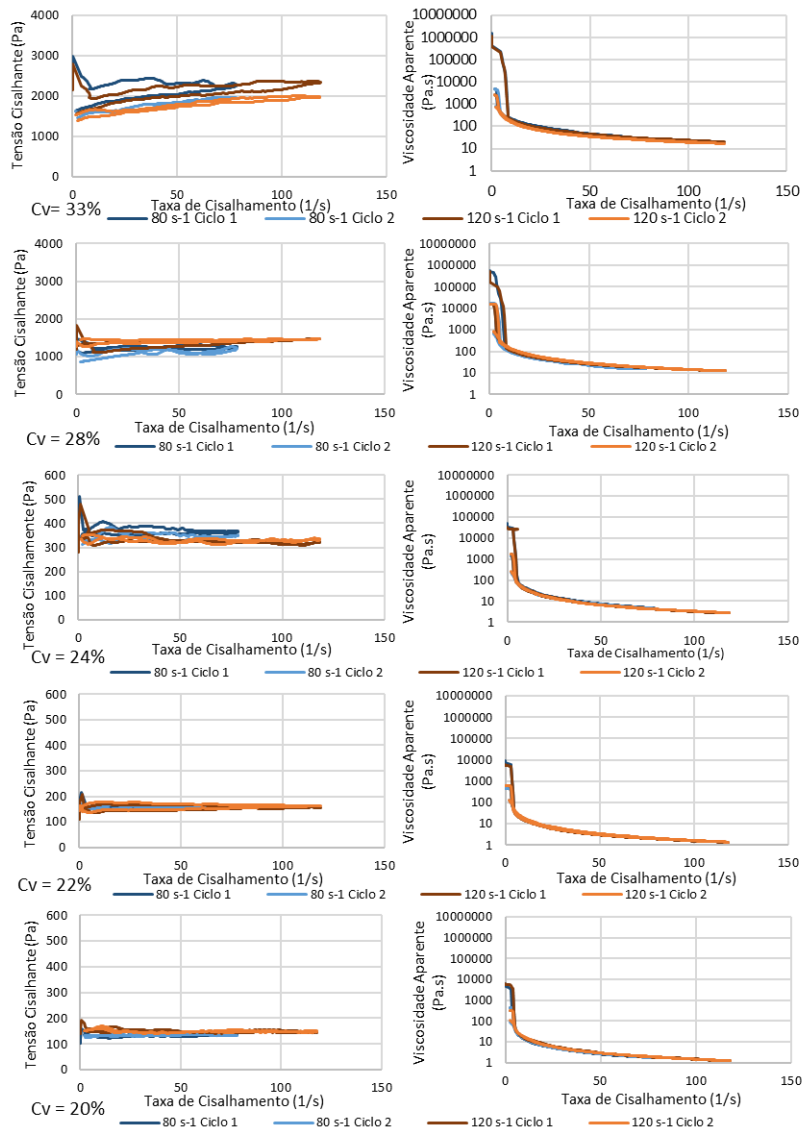 Tensão Cisalhante (Pa)
4000
3000
2000
1000
0
0 50 100 150
Taxa de Cisalhamento (1/s)
Viscosidade Aparente
(Pa.s)
10000000
1000000
100000
10000
1000
100
10
1
0 50 100 150
Taxa de Cisalhamento (1/s)
Cv= 33%
80 s-1 Ciclo 1 80 s-1 Ciclo 2 120 s-1 Ciclo 1 120 s-1 Ciclo 2
Tensão Cisalhante (Pa)
4000
3000
2000
1000
0
0 50 100 150
Taxa de Cisalhamento (1/s)
Viscosidade Aparente
(Pa.s)
10000000
1000000
100000
10000
1000
100
10
1
0 50 100 150
Taxa de Cisalhamento (1/s)
Cv = 28%
80 s-1 Ciclo 1 80 s-1 Ciclo 2 120 s-1 Ciclo 1 120 s-1 Ciclo 2
Tensão Cisalhamente (Pa)
600
500
400
300
200
100
0
0 50 100 150
Taxa de Cisalhamento (1/s)
Viscosidade Aparente
(Pa.s)
10000000
1000000
100000
10000
1000
100
10
1
0 50 100 150
Taxa de Cisalhamento (1/s)
Cv = 24%
80 s-1 Ciclo 1 80 s-1 Ciclo 2 120 s-1 Ciclo 1 120 s-1 Ciclo 2
Tensão Cisalhante (Pa)
600
500
400
300
200
100
0
0 50 100 150
Taxa de Cisalhamento (1/s)
Viscosidade Aparente
(Pa.s)
10000000
1000000
100000
10000
1000
100
10
1
0 50 100 150
Taxa de Cisalhamento (1/s)
Cv = 22%
80 s-1 Ciclo 1 80 s-1 Ciclo 2 120 s-1 Ciclo 1 120 s-1 Ciclo 2
Tensão Cisalhante (Pa)
600
500
400
300
200
100
0
0 50 100 150
Taxa de Cisalhamento (1/s)
Viscosidade Aparente
(Pa.s)
10000000
1000000
100000
10000
1000
100
10
1
0 50 100 150
Taxa de Cisalhamento (1/s)
Cv = 20%
80 s-1 Ciclo 1 80 s-1 Ciclo 2 120 s-1 Ciclo 1 120 s-1 Ciclo 2